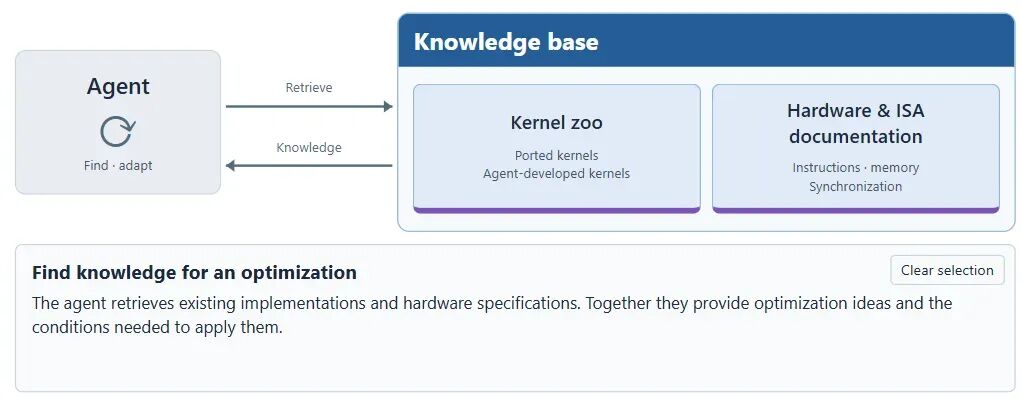 Knowledge base
Agent
Find · adapt
Retrieve
Knowledge
Kernel zoo
Ported kernels
Agent-developed kernels
Hardware & ISA
documentation
Instructions · memory
Synchronization
Find knowledge for an optimization
Clear selection
The agent retrieves existing implementations and hardware specifications. Together they provide optimization ideas and the
conditions needed to apply them.